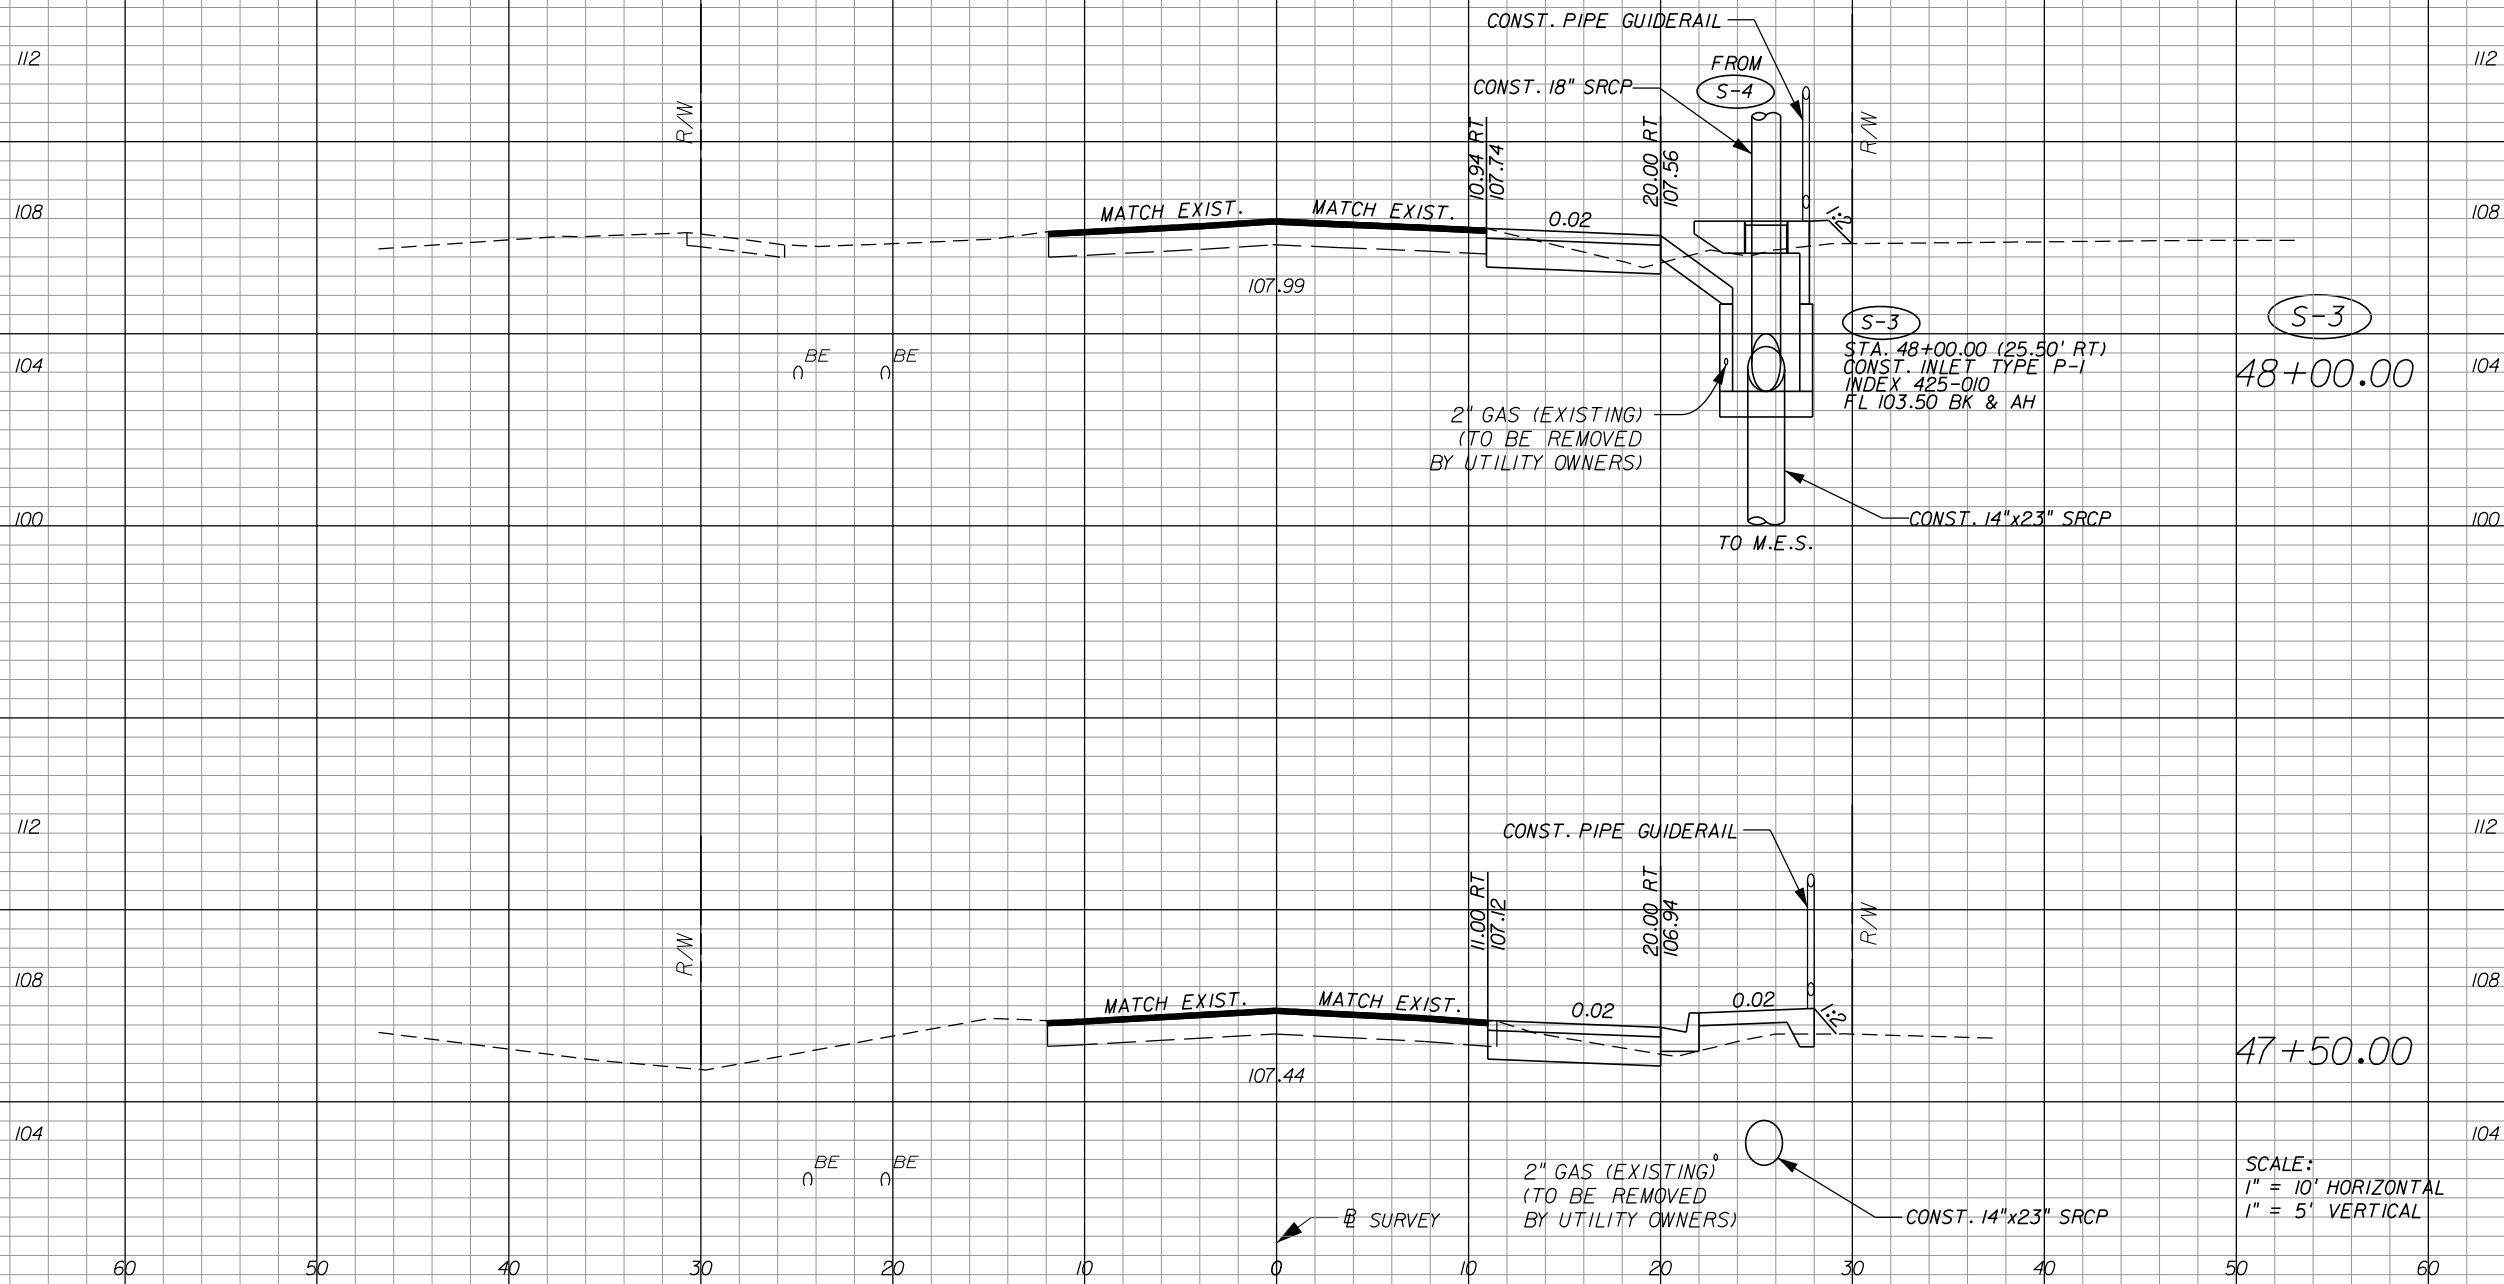 CONST. PIPE GUIDERAIL
112
FROM
112
CONST. 18" SRCP
S-4
R/W
10.94 RT
107.74
20.00 RT
107.56
R/W
108
MATCH EXIST.
MATCH EXIST.
0.02
1:2
108
107.99
S-3
S-3
104
BE
BE
STA. 48+00.00 (25.50' RT)
CONST. INLET TYPE P-1
INDEX 425-010
FL 103.50 BK & AH
48+00.00
104
2" GAS (EXISTING)
(TO BE REMOVED
BY UTILITY OWNERS)
100
CONST. 14"x23" SRCP
100
TO M.E.S.
112
CONST. PIPE GUIDERAIL
112
R/W
11.00 RT
107.12
20.00 RT
106.94
R/W
108
MATCH EXIST.
MATCH EXIST.
0.02
0.02
1:2
108
107.44
47+50.00
104
104
BE
BE
2" GAS (EXISTING)
(TO BE REMOVED
BY UTILITY OWNERS)
SCALE:
1" = 10' HORIZONTAL
1" = 5' VERTICAL
BL SURVEY
CONST. 14"x23" SRCP
60 50 40 30 20 10 0 10 20 30 40 50 60